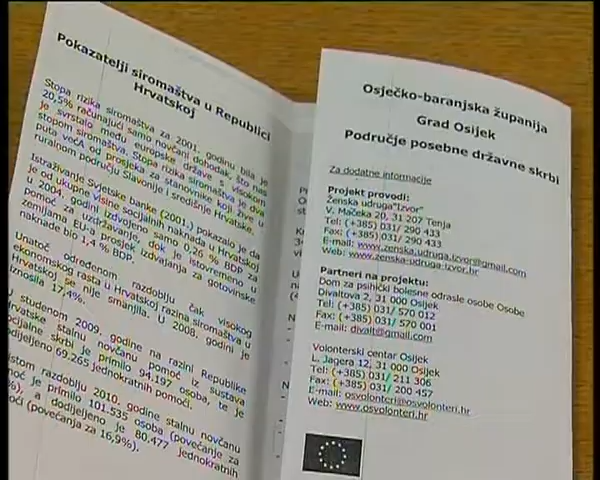 Pokazatelji siromaštva u Republici
Hrvatskoj
Stopa rizika siromaštva za 2001. godinu bila je
20,5% računajući samo novčani dohodak, što nas
je svrstalo među europske države s visokom
stopom siromaštva. Stopa rizika siromaštva je dva
puta većA od prosjeka za stanovnike koji žive u
ruralnom području Slavonije i središnje Hrvatske.
Istraživanje Svjetske banke (2001.) pokazalo je da
je od ukupne visine socijalnih naknada u Hrvatskoj
u 2004. godini izdvojeno samo 0,26 % BDP za
pomoć za uzdržavanje, dok je istovremeno u
zemljama EU-a prosjek izdvajanja za gotovinske
naknade bio 1,4 % BDP.
Unatoč određenom razdoblju čak visokog
ekonomskog rasta u Hrvatskoj razina siromaštva u
Hrvatskoj se nije smanjila. U 2008. godini je
iznosila 17,4%.
U studenom 2009. godine na razini Republike
Hrvatske stalnu novčanu pomoć iz sustava
socijalne skrbi je primilo 94.197 osoba, te je
dodijeljeno 69.265 jednokratnih pomoći.
istom razdoblju 2010. godine stalnu novčanu
moć je primilo 101.535 osoba (povećanje za
%), a dodijeljeno je 80.477 jednokratnih
oći (povećanja za 16,9%).
Osječko-baranjska županija
Grad Osijek
Područje posebne državne skrbi
Za dodatne informacije
Projekt provodi:
Ženska udruga"Izvor"
V. Mačeka 20, 31 207 Tenja
Tel: (+385) 031/ 290 433
Fax: (+385) 031/ 290 433
E-mail: www.zenska.udruga.izvor@gmail.com
Web: www.zenska-udruga-izvor.hr
Partneri na projektu:
Dom za psihički bolesne odrasle osobe Osobe
Divaltova 2, 31 000 Osijek
Tel: (+385) 031/ 570 012
Fax: (+385) 031/ 570 001
E-mail: divalt@gmail.com
Volonterski centar Osijek
L. Jagera 12, 31 000 Osijek
Tel: (+385) 031/ 211 306
Fax: (+385) 031/ 200 457
E-mail: osvolonteri@osvolonteri.hr
Web: www.osvolonteri.hr